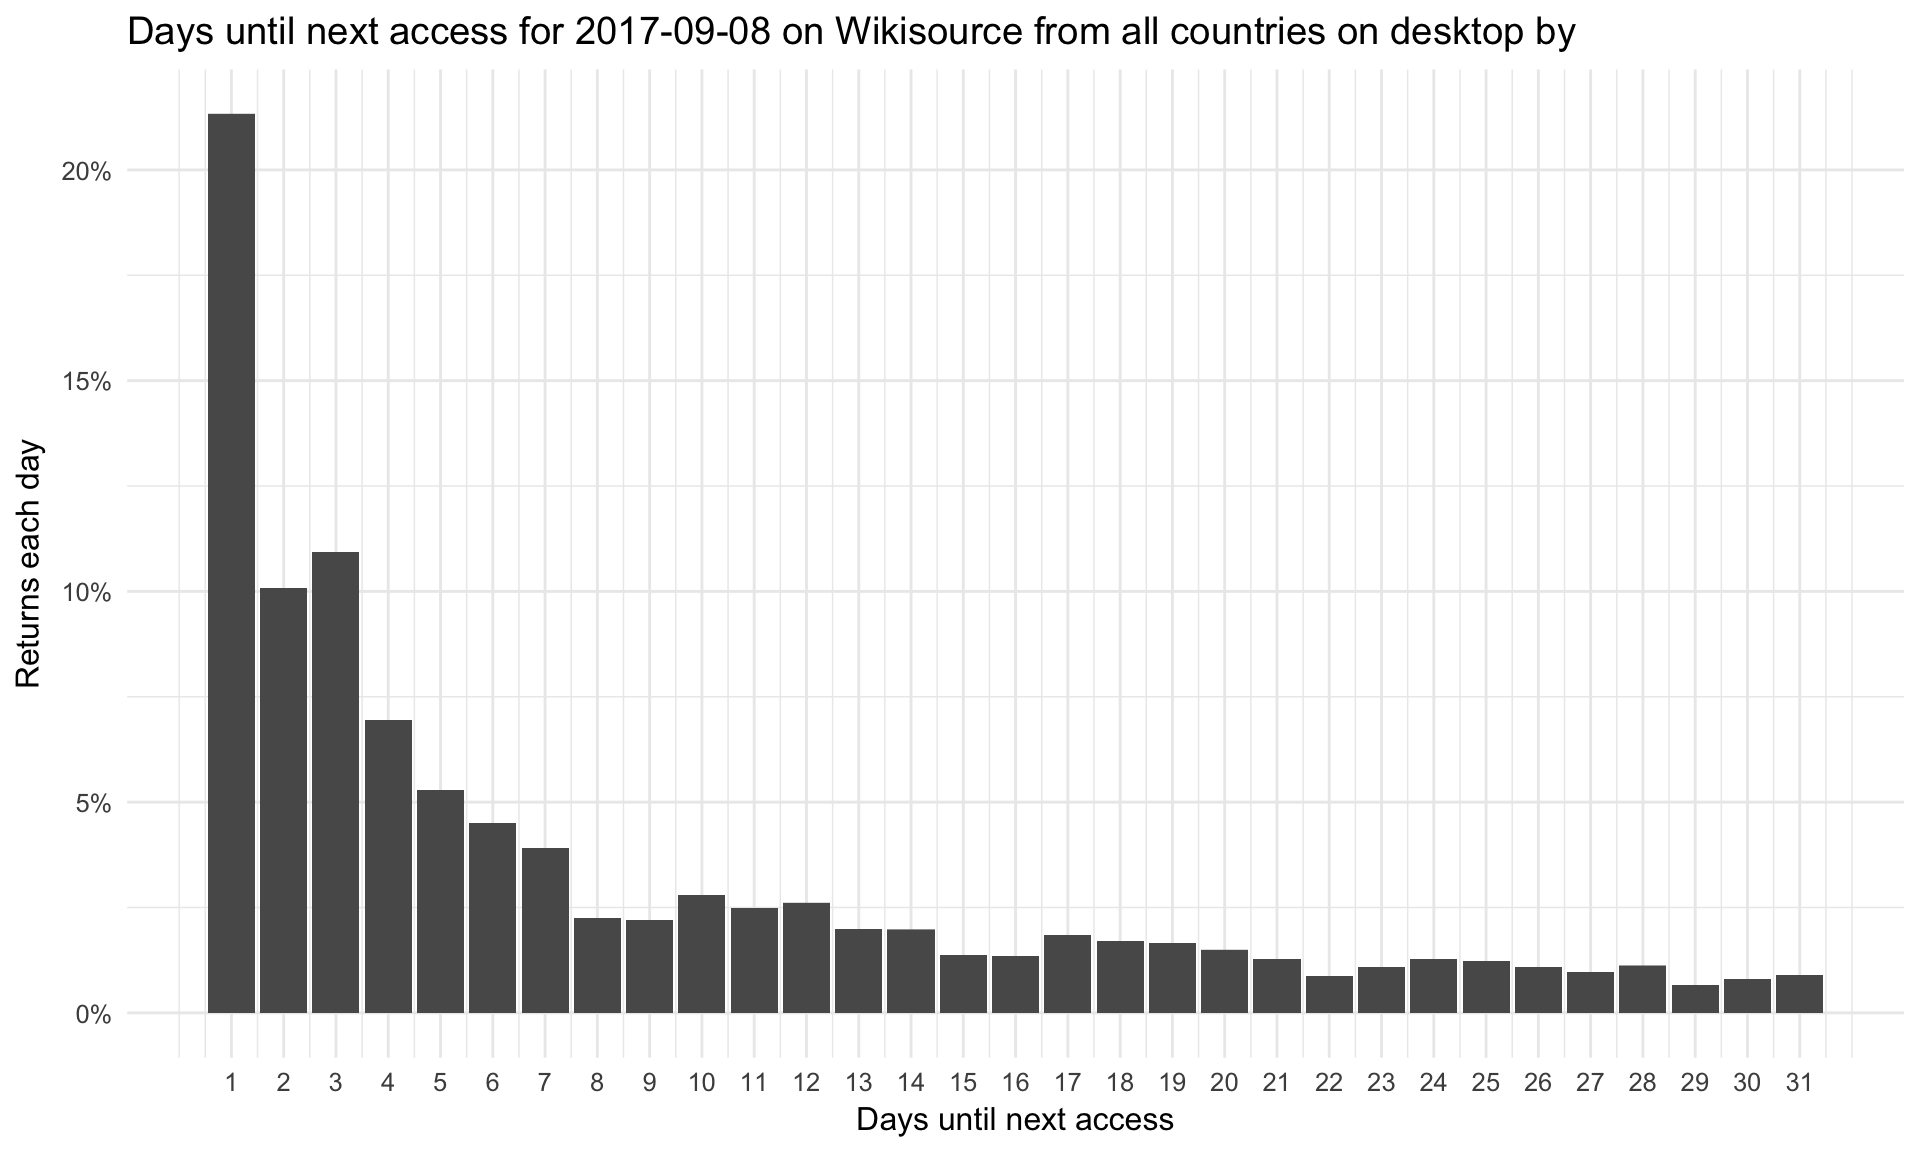 Days until next access for 2017-09-08 on Wikisource from all countries on desktop by
Returns each day
20%
15%
10%
5%
0%
1 2 3 4 5 6 7 8 9 10 11 12 13 14 15 16 17 18 19 20 21 22 23 24 25 26 27 28 29 30 31
Days until next access